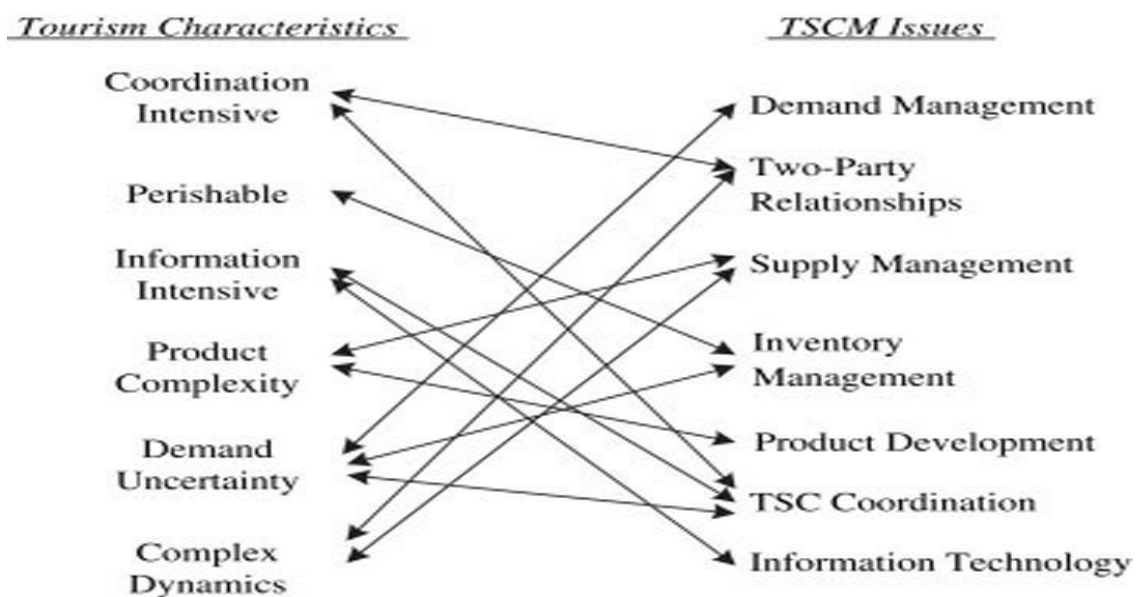 Tourism Characteristics
Coordination
Intensive
Perishable
Information
Intensive
Product
Complexity
Demand
Uncertainty
Complex
Dynamics
TSCM Issues
Demand Management
Two-Party
Relationships
Supply Management
Inventory
Management
Product Development
TSC Coordination
Information Technology